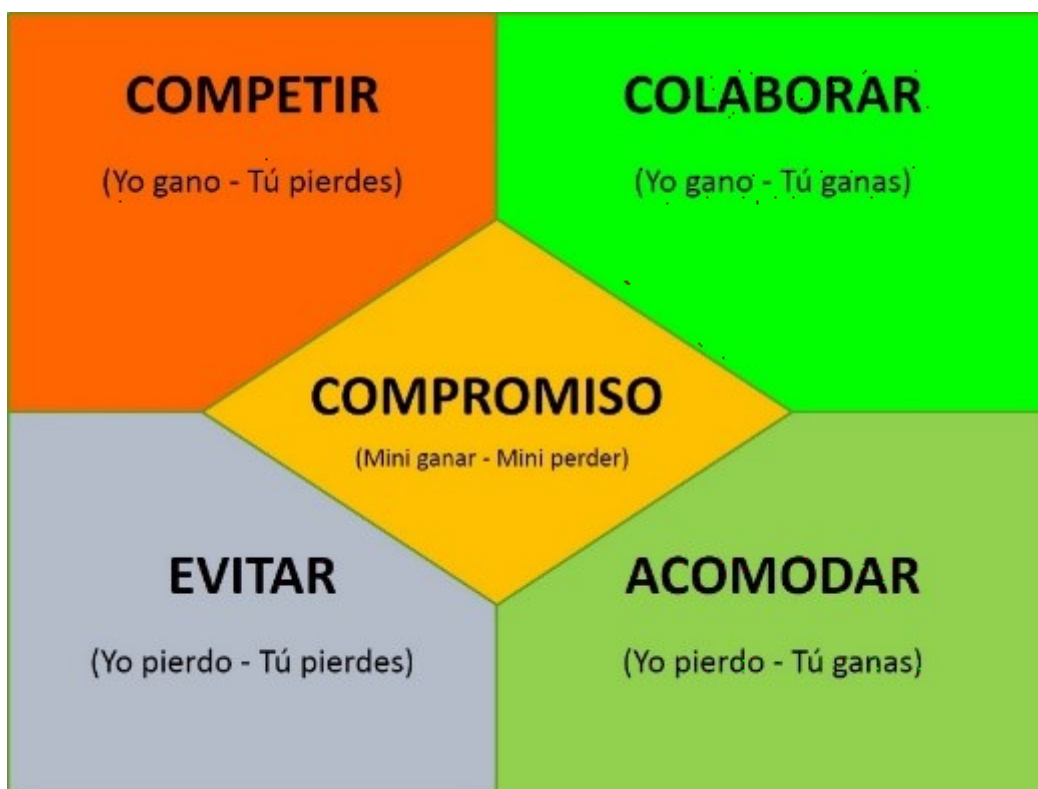 COMPETIR
(Yo gano - Tú pierdes)
COLABORAR
(Yo gano - Tú ganas)
COMPROMISO
(Mini ganar - Mini perder)
EVITAR
(Yo pierdo - Tú pierdes)
ACOMODAR
(Yo pierdo - Tú ganas)